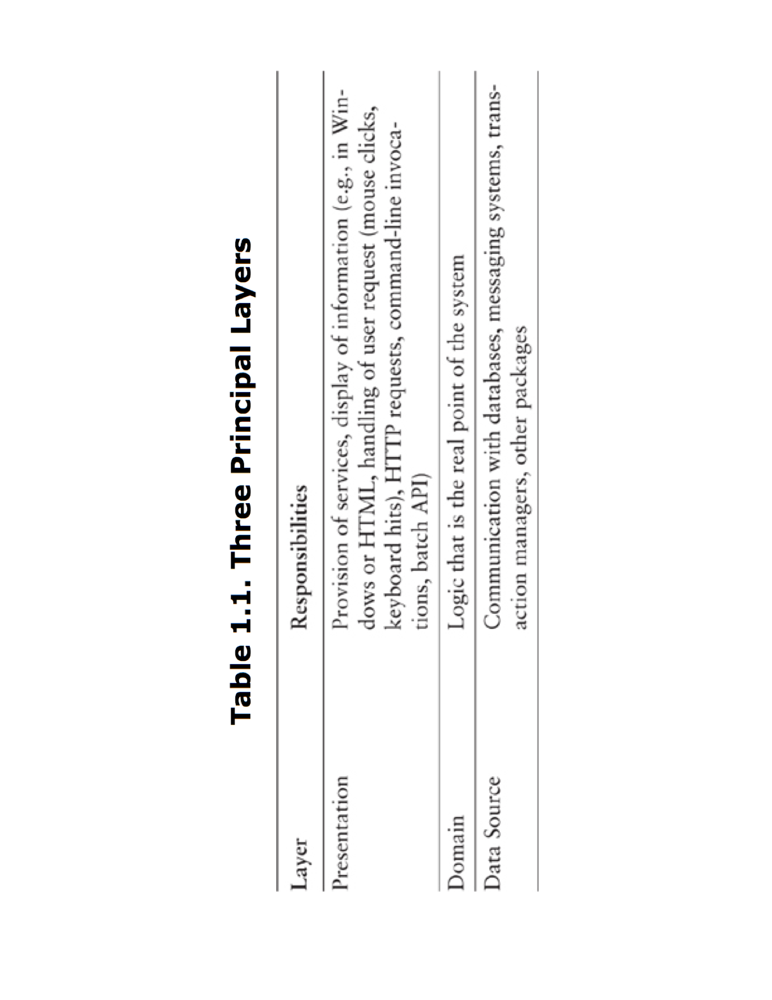 Table 1.1. Three Principal Layers
Layer Responsibilities
Presentation Provision of services, display of information (e.g., in Win-
dows or HTML, handling of user request (mouse clicks,
keyboard hits), HTTP requests, command-line invoca-
tions, batch API)
Domain Logic that is the real point of the system
Data Source Communication with databases, messaging systems, trans-
action managers, other packages